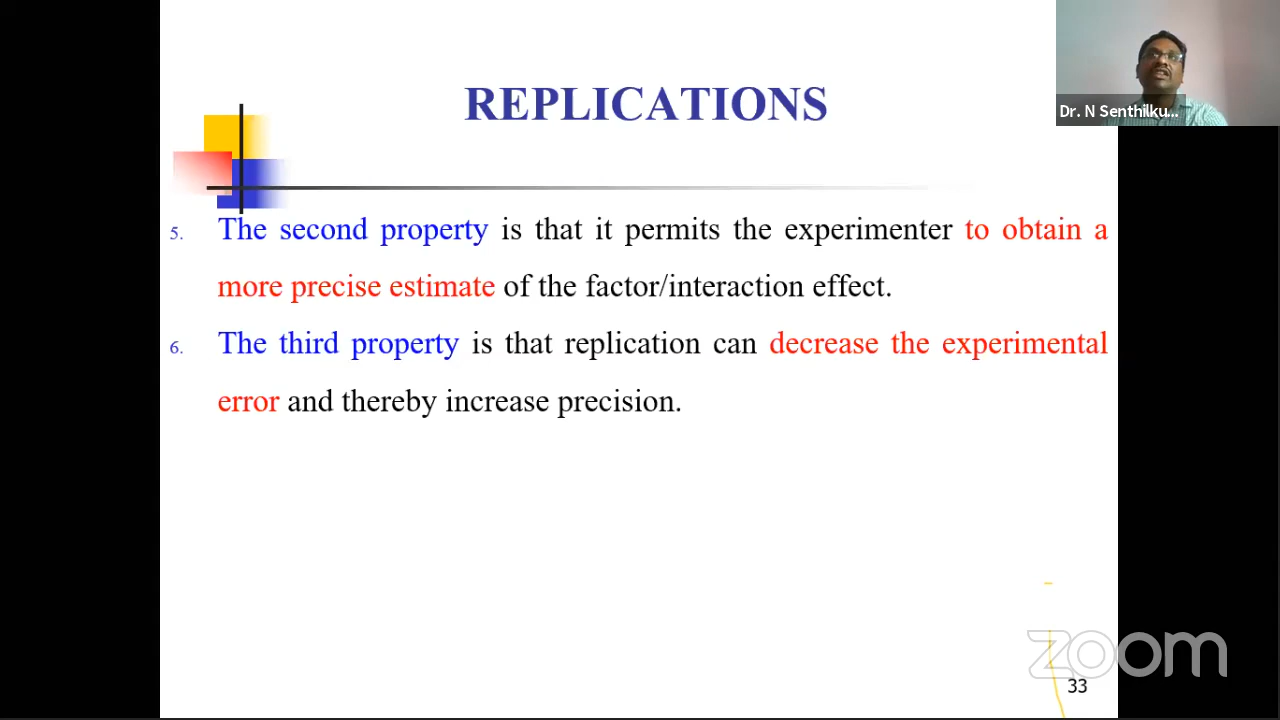 REPLICATIONS
Dr. N Senthilku...
5. The second property is that it permits the experimenter to obtain a
more precise estimate of the factor/interaction effect.
6. The third property is that replication can decrease the experimental
error and thereby increase precision.
zoom
33